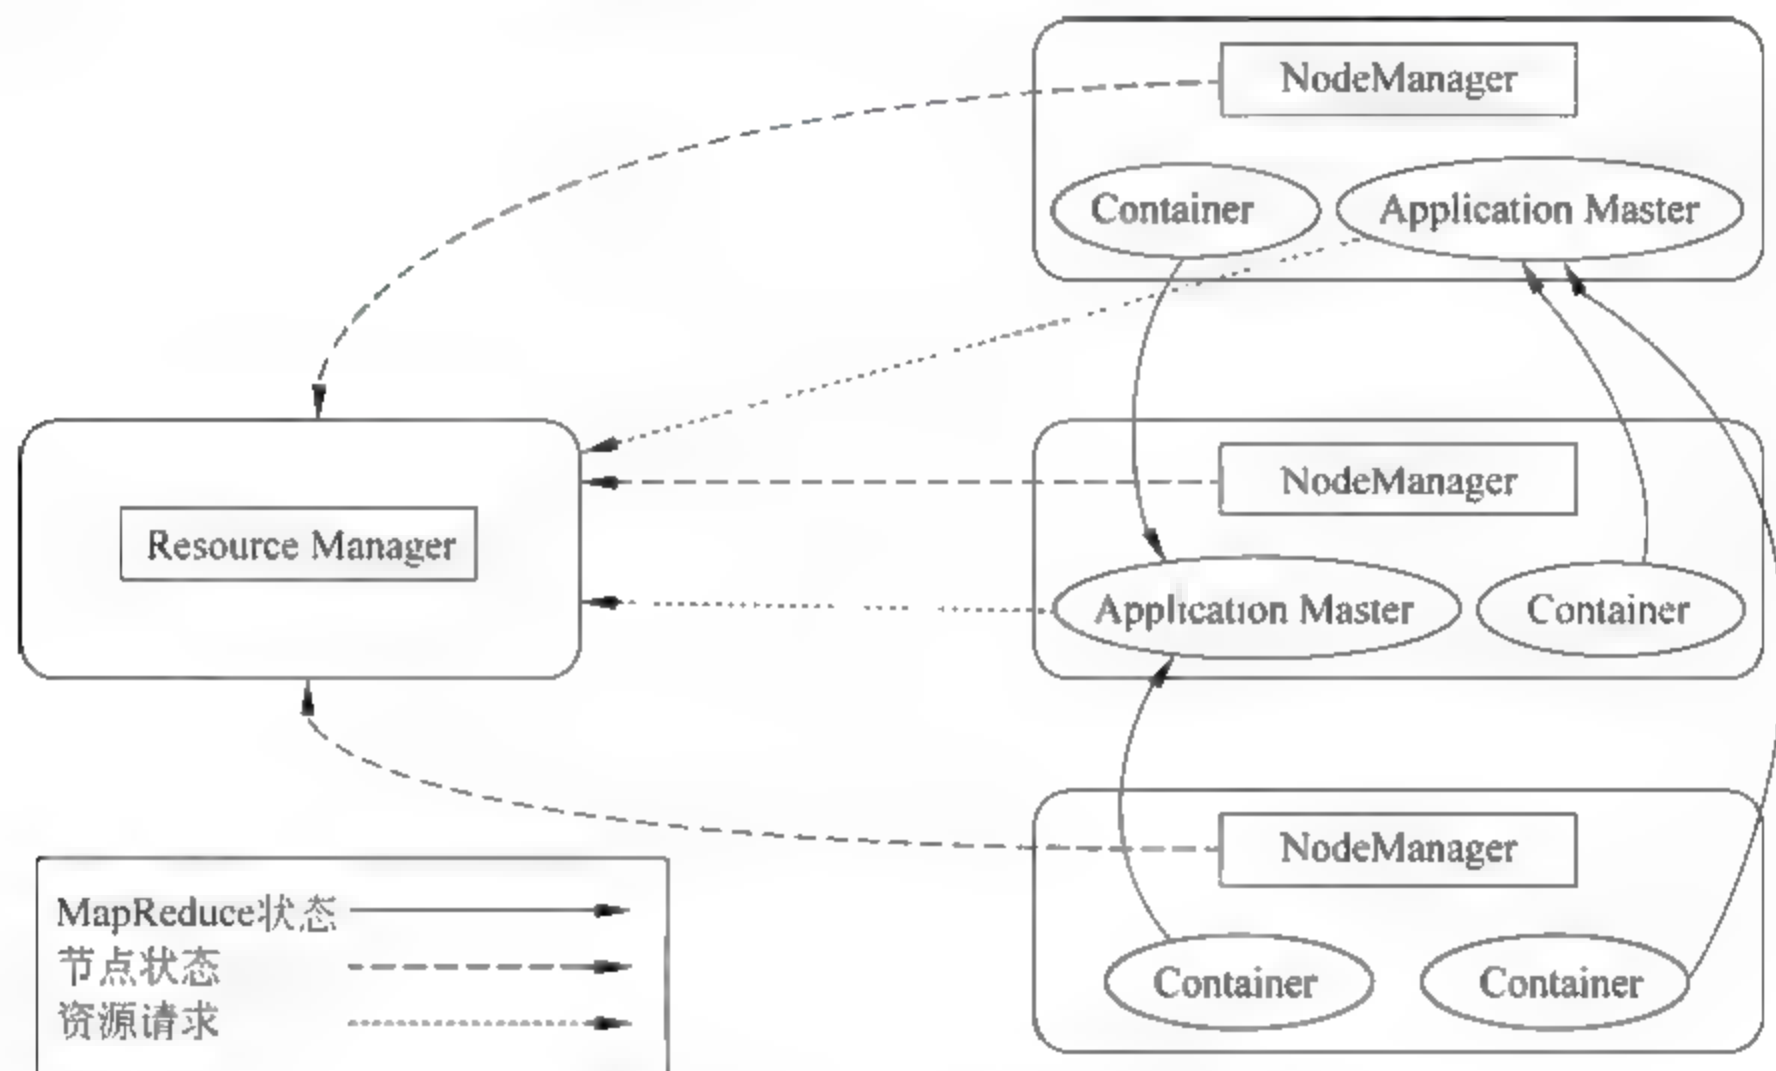 NodeManager
Container
Application Master
NodeManager
Resource Manager
Application Master
Container
NodeManager
MapReduce状态
节点状态
资源请求
Container
Container